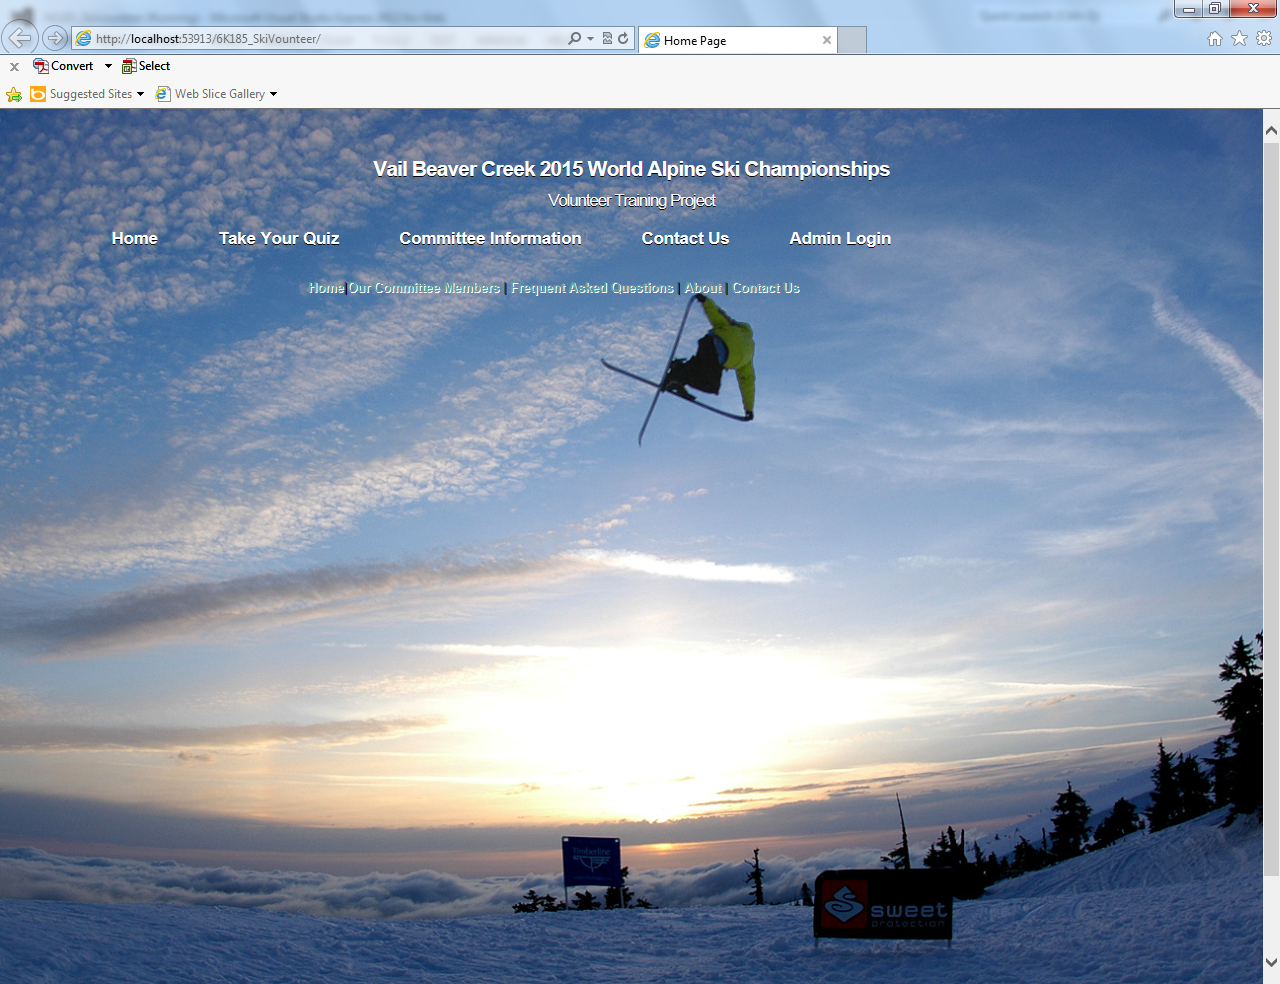 http://localhost:53913/6K185_SkiVounteer/
Home Page
Convert Select
Suggested Sites Web Slice Gallery
Vail Beaver Creek 2015 World Alpine Ski Championships
Volunteer Training Project
Home Take Your Quiz Committee Information Contact Us Admin Login
Home|Our Committee Members | Frequent Asked Questions | About | Contact Us
Timberline
sweet
protection